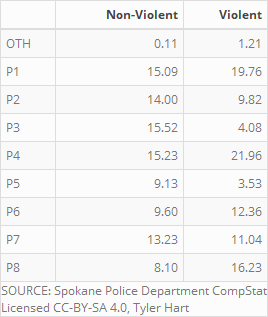 Non-Violent Violent
OTH 0.11 1.21
P1 15.09 19.76
P2 14.00 9.82
P3 15.52 4.08
P4 15.23 21.96
P5 9.13 3.53
P6 9.60 12.36
P7 13.23 11.04
P8 8.10 16.23
SOURCE: Spokane Police Department CompStat
Licensed CC-BY-SA 4.0, Tyler Hart